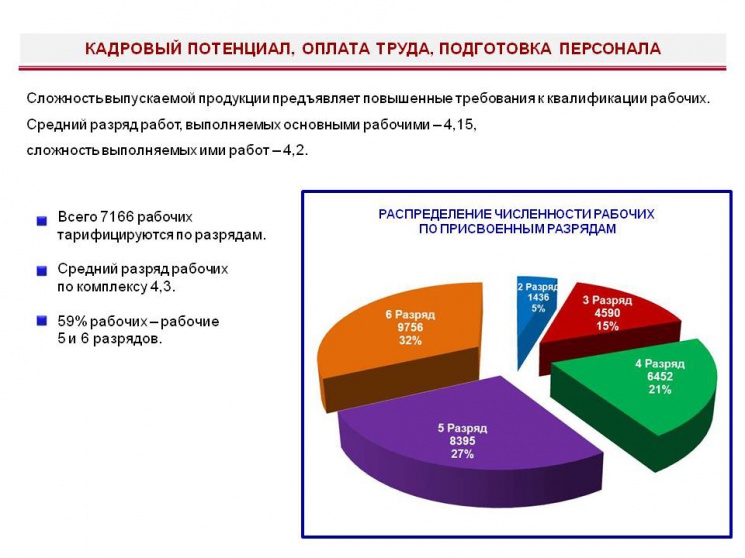 КАДРОВЫЙ ПОТЕНЦИАЛ, ОПЛАТА ТРУДА, ПОДГОТОВКА ПЕРСОНАЛА
Сложность выпускаемой продукции предъявляет повышенные требования к квалификации рабочих.
Средний разряд работ, выполняемых основными рабочими – 4,15,
сложность выполняемых ими работ – 4,2.
Всего 7166 рабочих
тарифицируются по разрядам.
Средний разряд рабочих
по комплексу 4,3.
59% рабочих – рабочие
5 и 6 разрядов.
РАСПРЕДЕЛЕНИЕ ЧИСЛЕННОСТИ РАБОЧИХ
ПО ПРИСВОЕННЫМ РАЗРЯДАМ
2 Разряд
1436
5%
3 Разряд
4590
15%
4 Разряд
6452
21%
5 Разряд
8395
27%
6 Разряд
9756
32%